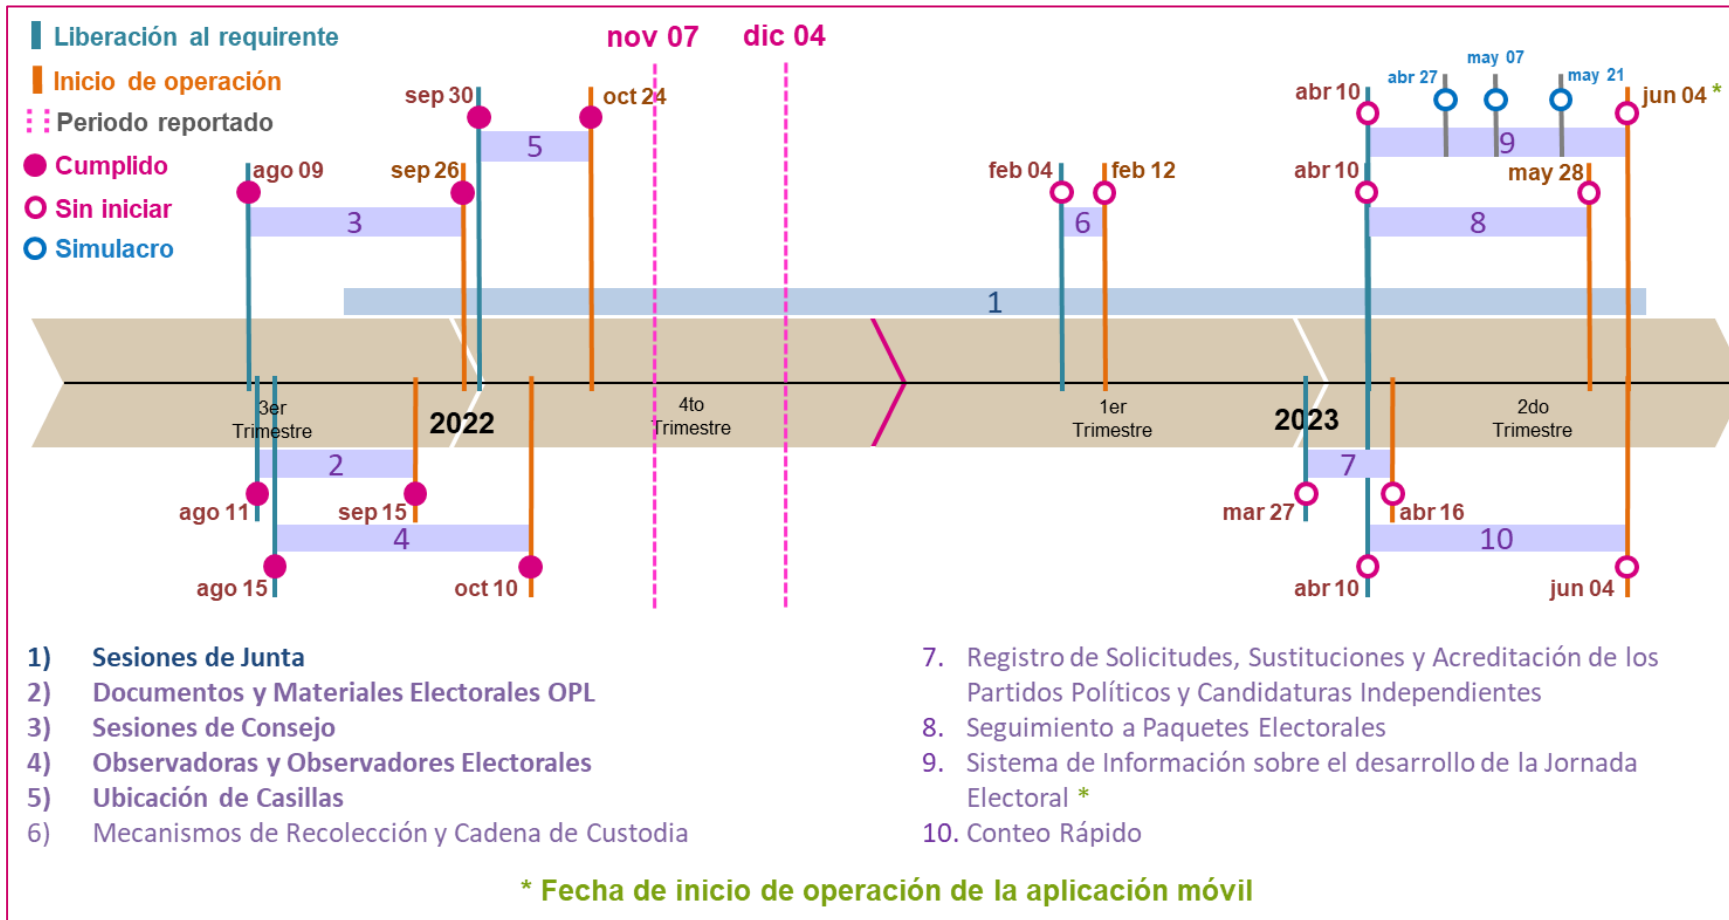 Liberación al requirente
Inicio de operación
Periodo reportado
Cumplido
Sin iniciar
Simulacro
nov 07
dic 04
sep 30
oct 24
ago 09
sep 26
5
3
feb 04
feb 12
6
abr 10
abr 27
may 07
may 21
jun 04 *
9
abr 10
may 28
8
1
3er
Trimestre
2022
4to
Trimestre
1er
Trimestre
2023
2do
Trimestre
2
ago 11
sep 15
4
ago 15
oct 10
7
mar 27
abr 16
10
abr 10
jun 04
1) Sesiones de Junta
2) Documentos y Materiales Electorales OPL
3) Sesiones de Consejo
4) Observadoras y Observadores Electorales
5) Ubicación de Casillas
6) Mecanismos de Recolección y Cadena de Custodia
7. Registro de Solicitudes, Sustituciones y Acreditación de los
Partidos Políticos y Candidaturas Independientes
8. Seguimiento a Paquetes Electorales
9. Sistema de Información sobre el desarrollo de la Jornada
Electoral *
10. Conteo Rápido
* Fecha de inicio de operación de la aplicación móvil